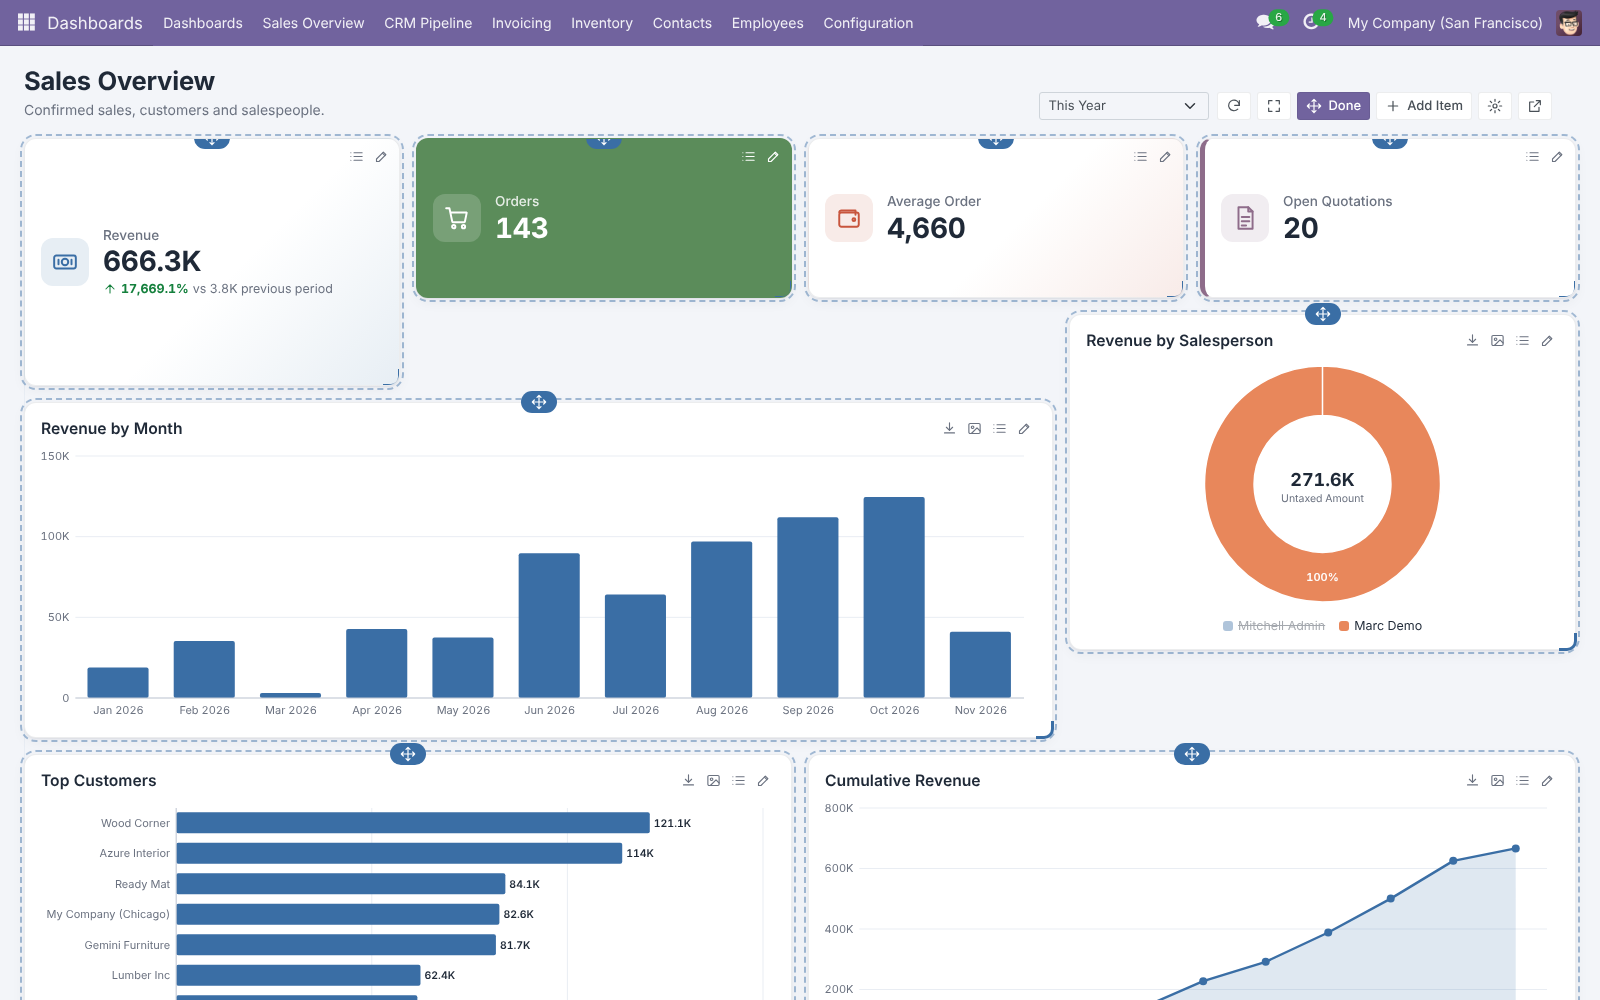 Dashboards Dashboards Sales Overview CRM Pipeline Invoicing Inventory Contacts Employees Configuration 6 4 My Company (San Francisco)
Sales Overview
Confirmed sales, customers and salespeople.
This Year Done Add Item
Revenue
666.3K
17,669.1% vs 3.8K previous period
Orders
143
Average Order
4,660
Open Quotations
20
Revenue by Month
150K
100K
50K
0
Jan 2026 Feb 2026 Mar 2026 Apr 2026 May 2026 Jun 2026 Jul 2026 Aug 2026 Sep 2026 Oct 2026 Nov 2026
Revenue by Salesperson
271.6K
Untaxed Amount
100%
Mitchell Admin Marc Demo
Top Customers
Wood Corner 121.1K
Azure Interior 114K
Ready Mat 84.1K
My Company (Chicago) 82.6K
Gemini Furniture 81.7K
Lumber Inc 62.4K
Cumulative Revenue
800K
600K
400K
200K